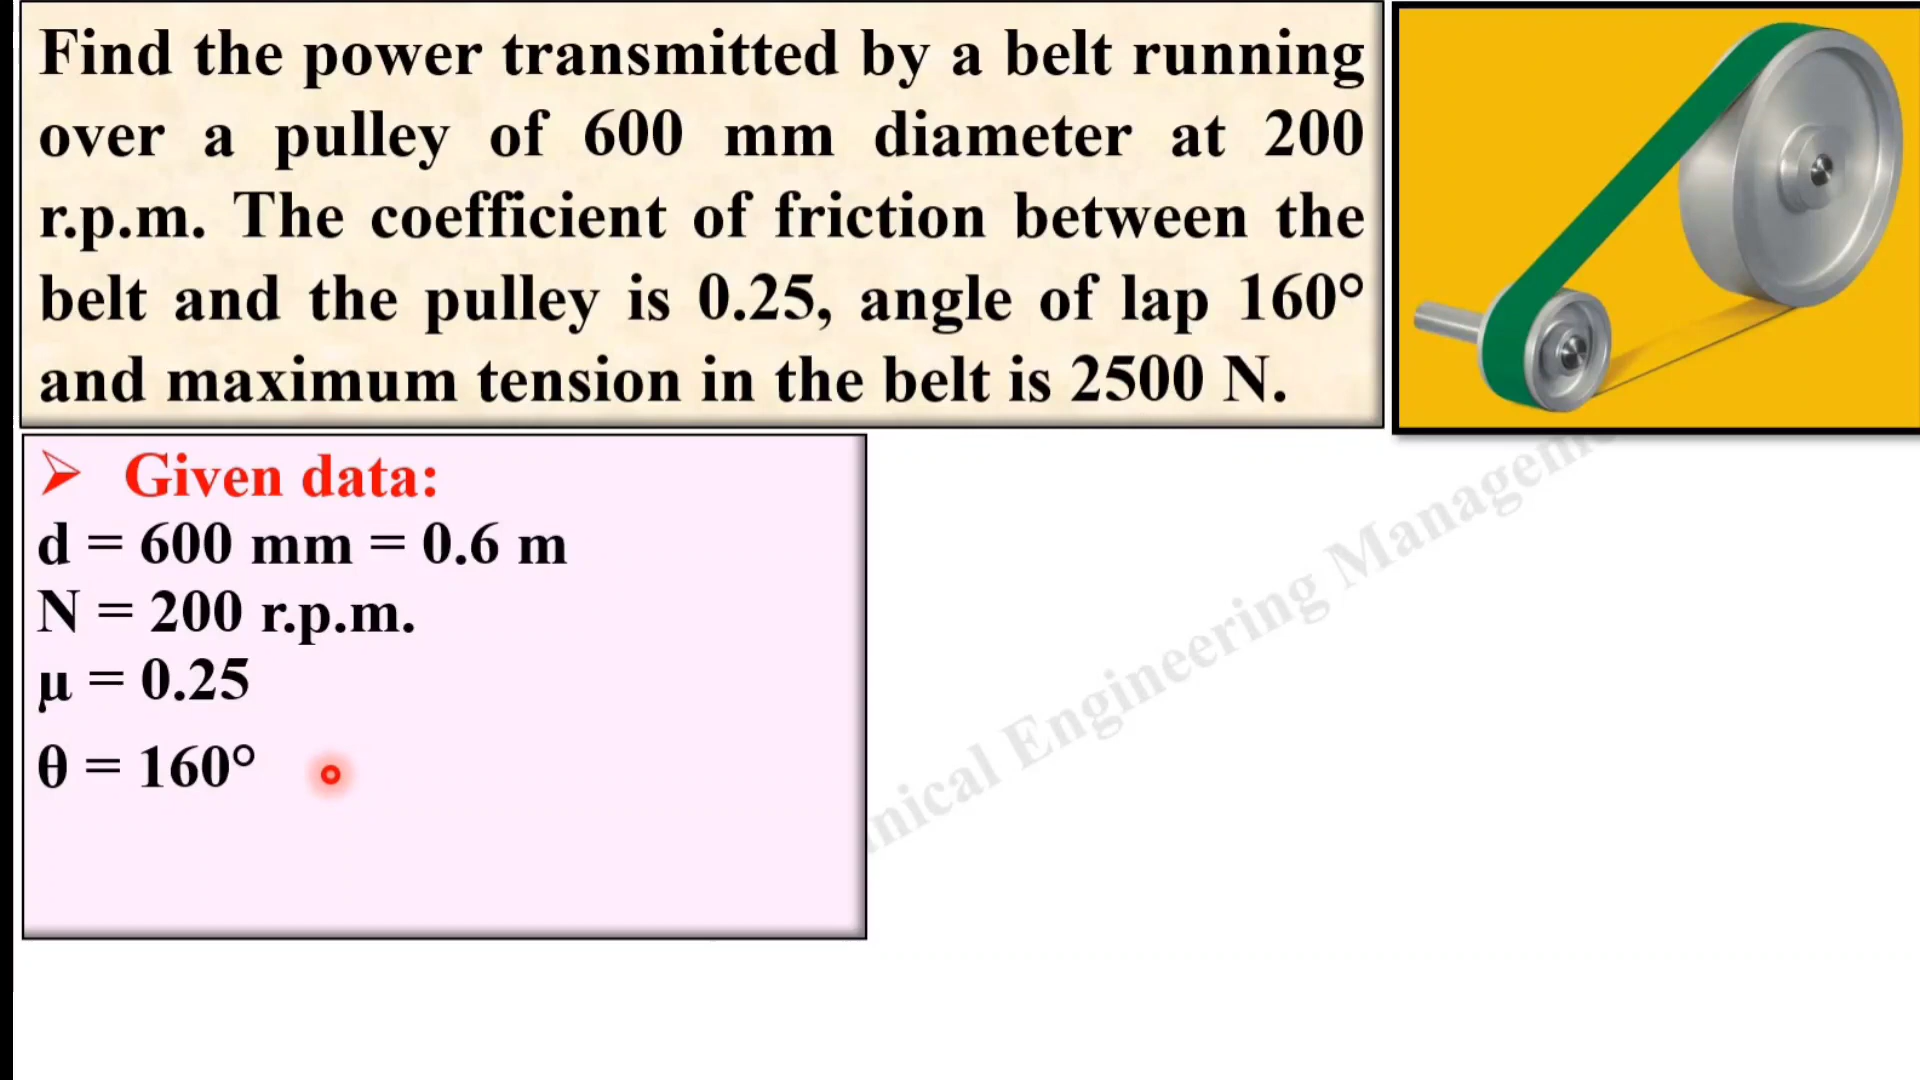 Find the power transmitted by a belt running
over a pulley of 600 mm diameter at 200
r.p.m. The coefficient of friction between the
belt and the pulley is 0.25, angle of lap 160°
and maximum tension in the belt is 2500 N.
➢ Given data:
d = 600 mm = 0.6 m
N = 200 r.p.m.
μ = 0.25
θ = 160°
Engineering